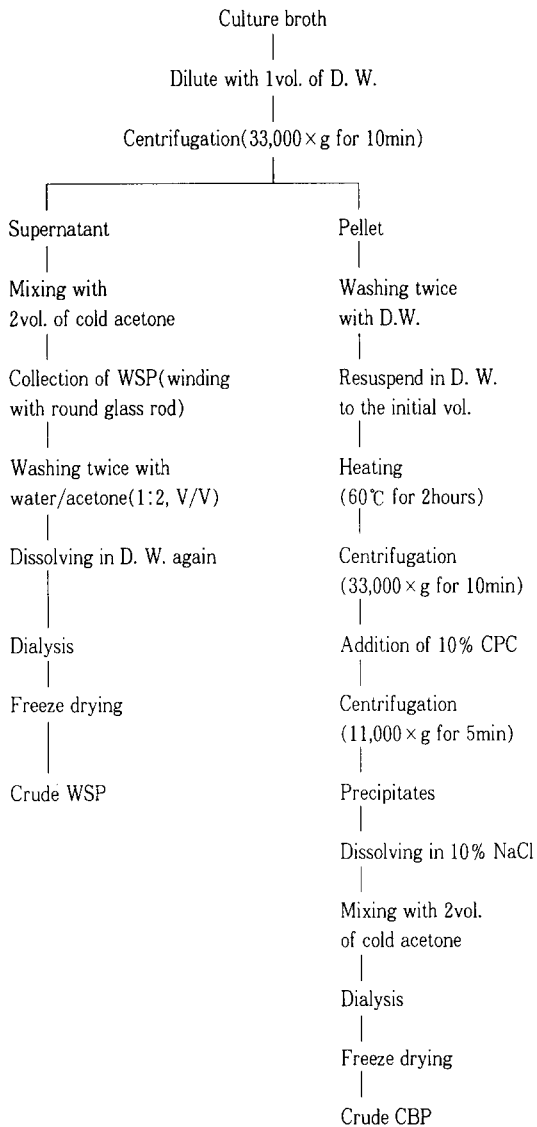 Culture broth
Dilute with 1vol. of D. W.
Centrifugation(33,000×g for 10min)
Supernatant
Mixing with
2vol. of cold acetone
Collection of WSP(winding
with round glass rod)
Washing twice with
water/acetone(1:2, V/V)
Dissolving in D. W. again
Dialysis
Freeze drying
Crude WSP
Pellet
Washing twice
with D.W.
Resuspend in D. W.
to the initial vol.
Heating
(60℃ for 2hours)
Centrifugation
(33,000×g for 10min)
Addition of 10% CPC
Centrifugation
(11,000×g for 5min)
Precipitates
Dissolving in 10% NaCl
Mixing with 2vol.
of cold acetone
Dialysis
Freeze drying
Crude CBP